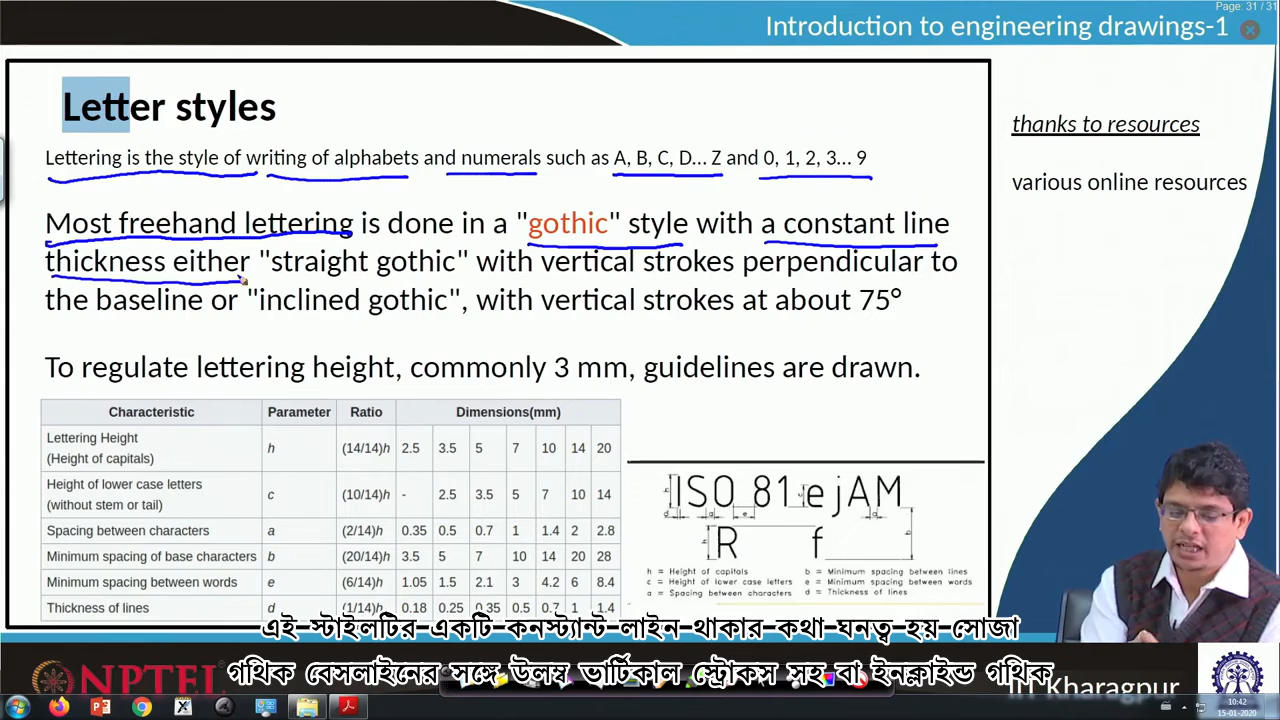 Page: 31 / 31
Introduction to engineering drawings-1
Letter styles
thanks to resources
Lettering is the style of writing of alphabets and numerals such as A, B, C, D... Z and 0, 1, 2, 3... 9
various online resources
Most freehand lettering is done in a "gothic" style with a constant line
thickness either "straight gothic" with vertical strokes perpendicular to
the baseline or "inclined gothic", with vertical strokes at about 75°
To regulate lettering height, commonly 3 mm, guidelines are drawn.
Characteristic Parameter Ratio Dimensions(mm)
Lettering Height
(Height of capitals) h (14/14)h 2.5 3.5 5 7 10 14 20
Height of lower case letters
(without stem or tail) c (10/14)h - 2.5 3.5 5 7 10 14
Spacing between characters a (2/14)h 0.35 0.5 0.7 1 1.4 2 2.8
Minimum spacing of base characters b (20/14)h 3.5 5 7 10 14 20 28
Minimum spacing between words e (6/14)h 1.05 1.5 2.1 3 4.2 6 8.4
Thickness of lines d (1/14)h 0.18 0.25 0.35 0.5 0.7 1 1.4
ISO 81 ejAM
R f
h = Height of capitals b = Minimum spacing between lines
c = Height of lower case letters e = Minimum spacing between words
a = Spacing between characters d = Thickness of lines
এই স্টাইলটির একটি কনস্ট্যান্ট লাইন থাকার কথা ঘনত্ব হয় সোজা
গথিক বেসলাইনের সঙ্গে উলম্ব ভার্টিকাল স্ট্রোকস সহ বা ইনক্লাইন্ড গথিক
NPTEL
IIT Kharagpur
10:42
15-01-2020